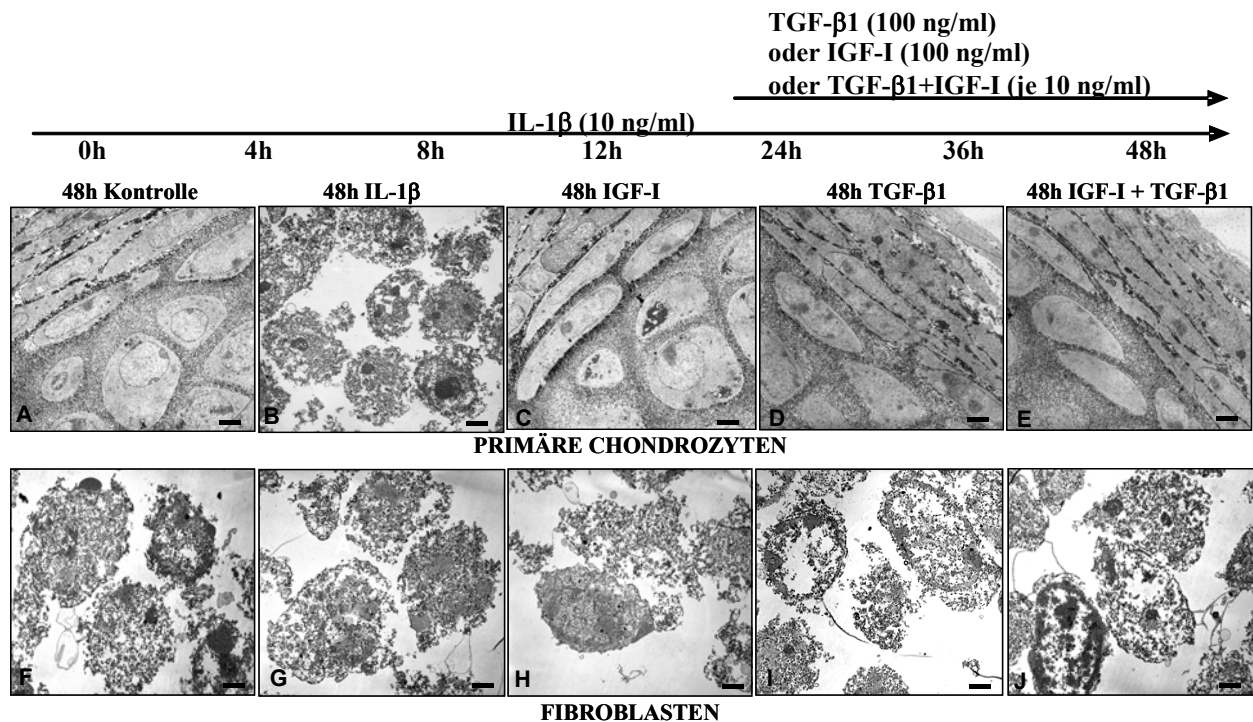 TGF-β1 (100 ng/ml)
oder IGF-I (100 ng/ml)
oder TGF-β1+IGF-I (je 10 ng/ml)
IL-1β (10 ng/ml)
0h 4h 8h 12h 24h 36h 48h
48h Kontrolle 48h IL-1β 48h IGF-I 48h TGF-β1 48h IGF-I + TGF-β1
A B C D E
PRIMÄRE CHONDROZYTEN
F G H I J
FIBROBLASTEN